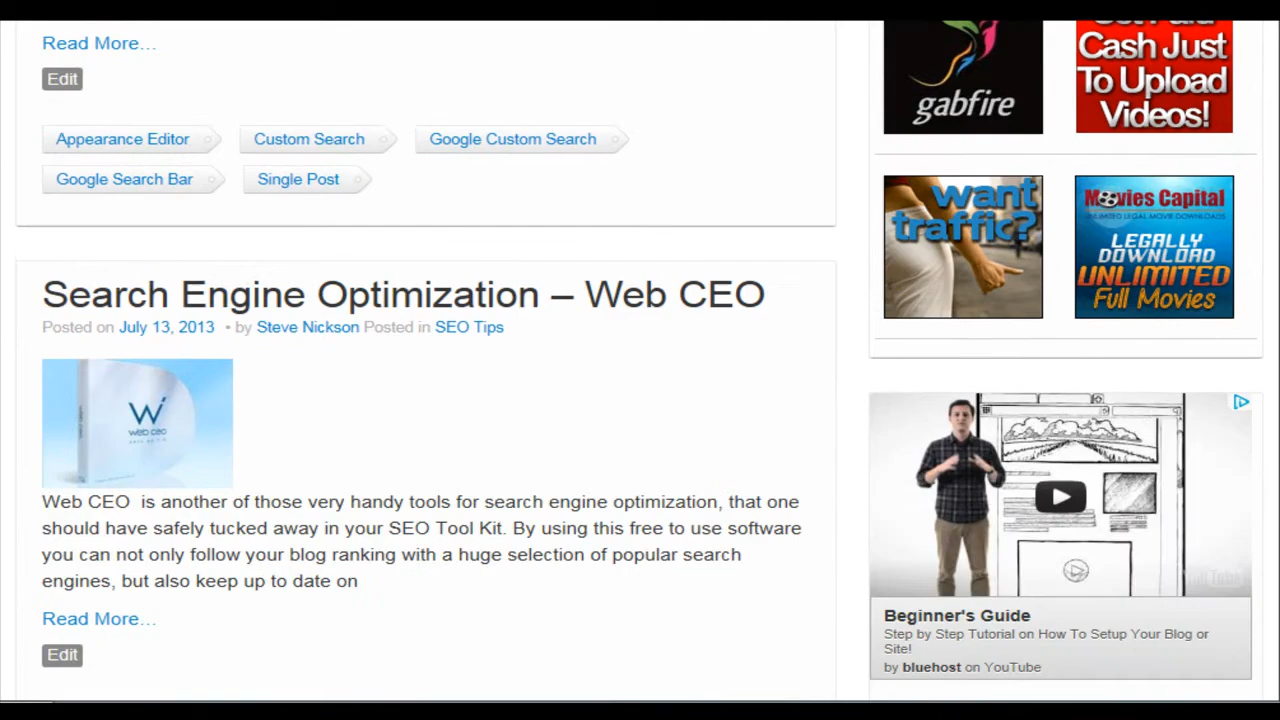 Read More…
Edit
Appearance Editor
Custom Search
Google Custom Search
Google Search Bar
Single Post
Search Engine Optimization – Web CEO
Posted on July 13, 2013 • by Steve Nickson Posted in SEO Tips
W
web ceo
Web CEO is another of those very handy tools for search engine optimization, that one
should have safely tucked away in your SEO Tool Kit. By using this free to use software
you can not only follow your blog ranking with a huge selection of popular search
engines, but also keep up to date on
Read More…
Edit
gabfire
Cash Just
To Upload
Videos!
want
traffic?
Movies Capital
UNLIMITED LEGAL MOVIE DOWNLOADS
LEGALLY
DOWNLOAD
UNLIMITED
Full Movies
Beginner's Guide
Step by Step Tutorial on How To Setup Your Blog or
Site!
by bluehost on YouTube